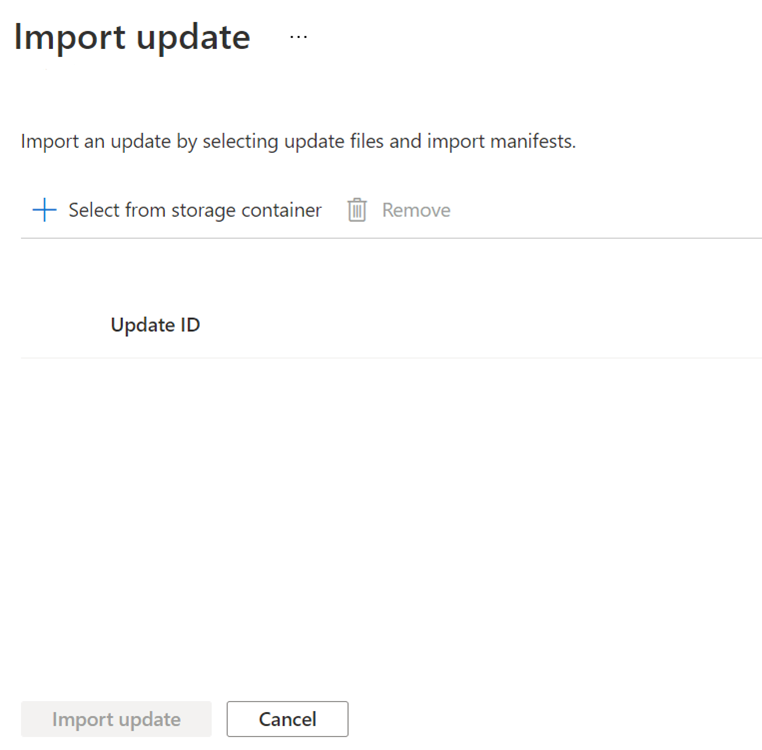 Import update ...
Import an update by selecting update files and import manifests.
Select from storage container Remove
Update ID
Import update Cancel